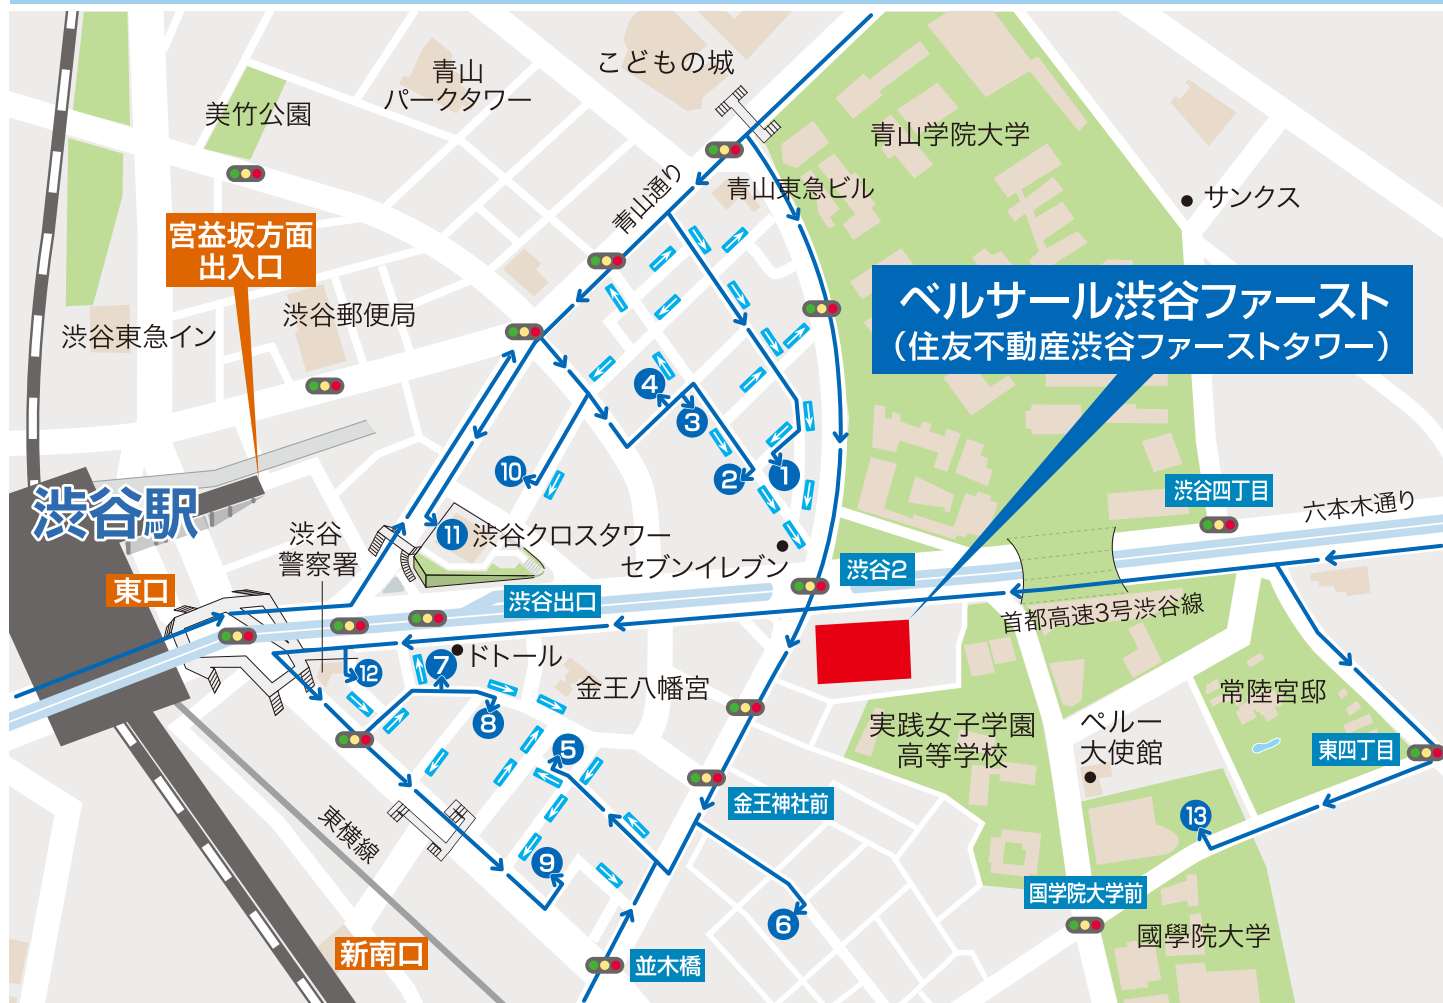 こどもの城
青山
パークタワー
美竹公園
青山学院大学
青山通り
青山東急ビル
サンクス
宮益坂方面
出入口
渋谷東急イン
渋谷郵便局
ベルサール渋谷ファースト
（住友不動産渋谷ファーストタワー）
4
3
10
2
1
渋谷駅
渋谷四丁目
六本木通り
渋谷
警察署
11
渋谷クロスタワー
セブンイレブン
渋谷2
東口
渋谷出口
首都高速3号渋谷線
ドトール
12
7
8
金王八幡宮
5
実践女子学園
高等学校
ペルー
大使館
常陸宮邸
東四丁目
金王神社前
東横線
13
9
6
国学院大学前
國學院大学
新南口
並木橋